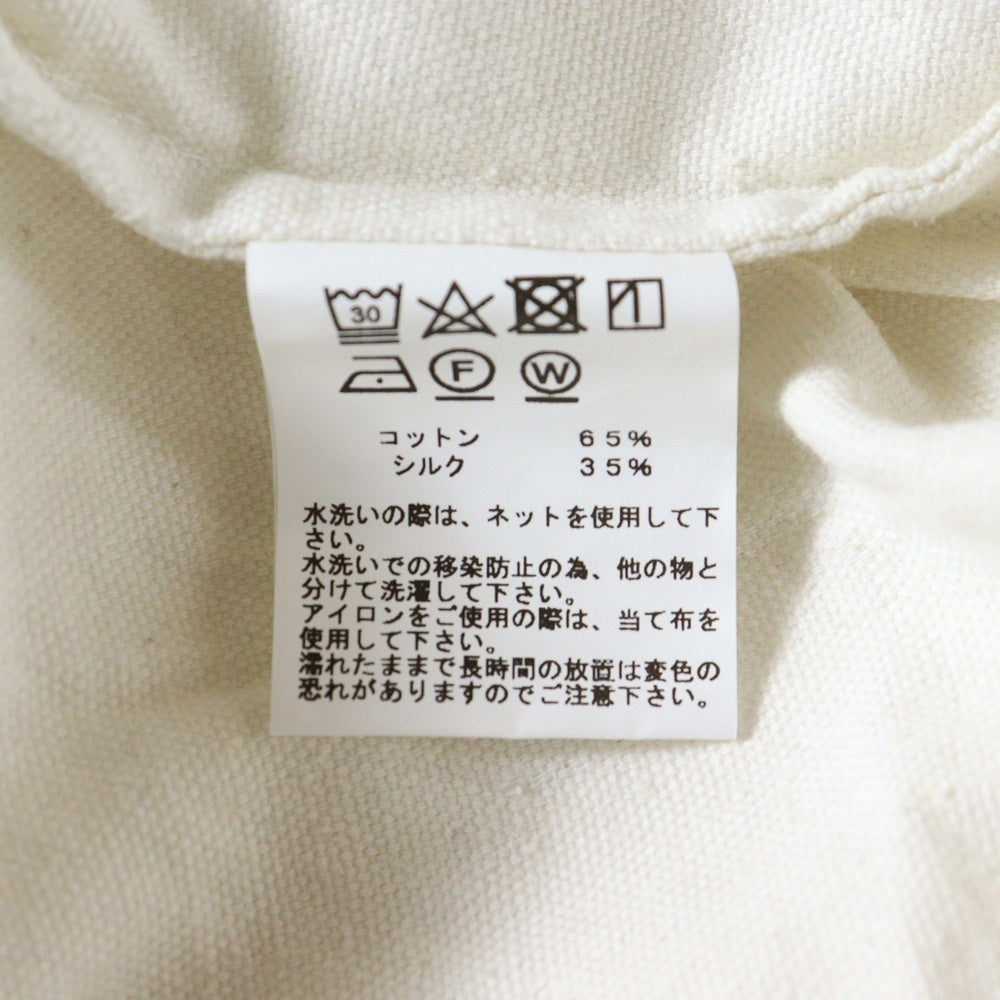 30
F W
コットン 65%
シルク 35%
水洗いの際は、ネットを使用して下
さい。
水洗いでの移染防止の為、他の物と
分けて洗濯して下さい。
アイロンをご使用の際は、当て布を
使用して下さい。
濡れたままで長時間の放置は変色の
恐れがありますのでご注意下さい。